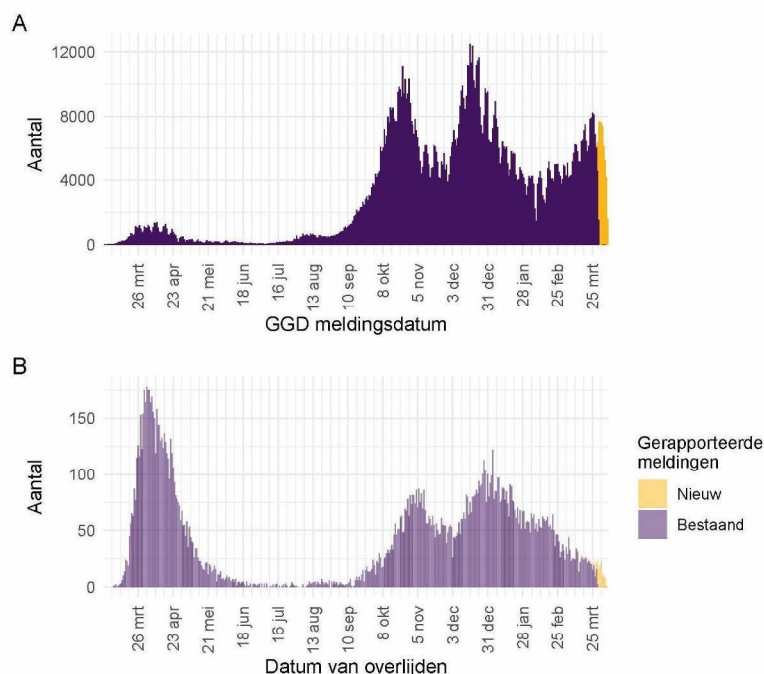 A
12000
8000
4000
0
Aantal
26 mrt
23 apr
21 mei
18 jun
16 jul
13 aug
10 sep
8 okt
5 nov
3 dec
31 dec
28 jan
25 feb
25 mrt
GGD meldingsdatum
B
150
100
50
0
Aantal
26 mrt
23 apr
21 mei
18 jun
16 jul
13 aug
10 sep
8 okt
5 nov
3 dec
31 dec
28 jan
25 feb
25 mrt
Datum van overlijden
Gerapporteerde
meldingen
Nieuw
Bestaand